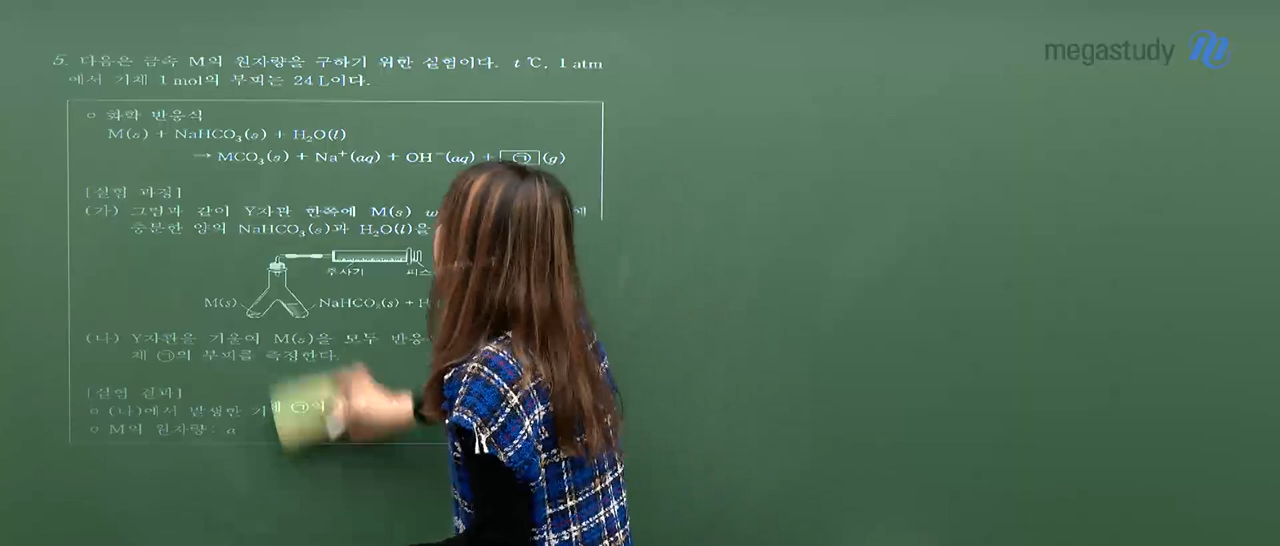 5. 다음은 금속 M의 원자량을 구하기 위한 실험이다. t ℃, 1 atm
에서 기체 1 mol의 부피는 24 L이다.
megastudy
○ 화학 반응식
M(s) + NaHCO₃(s) + H₂O(l)
→ MCO₃(s) + Na⁺(aq) + OH⁻(aq) + ㉠ (g)
[실험 과정]
(가) 그림과 같이 Y자관 한쪽에 M(s) w 에
충분한 양의 NaHCO₃(s)과 H₂O(l)을
주사기 피스
M(s) NaHCO₃(s) + H
(나) Y자관을 기울여 M(s)을 모두 반응
체 ㉠의 부피를 측정한다.
[실험 결과]
○ (나)에서 발생한 기체 ㉠의
○ M의 원자량: a